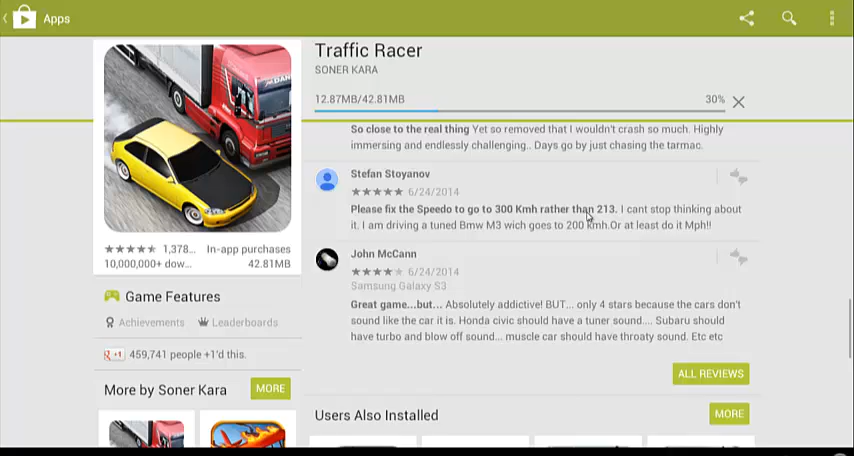 Apps
Traffic Racer
SONER KARA
12.87MB/42.81MB 30%
So close to the real thing Yet so removed that I wouldn't crash so much. Highly
immersing and endlessly challenging.. Days go by just chasing the tarmac.
Stefan Stoyanov
6/24/2014
Please fix the Speedo to go to 300 Kmh rather than 213. I cant stop thinking about
it. I am driving a tuned Bmw M3 wich goes to 200 kmh.Or at least do it Mph!!
John McCann
6/24/2014
Samsung Galaxy S3
Great game...but... Absolutely addictive! BUT... only 4 stars because the cars don't
sound like the car it is. Honda civic should have a tuner sound.... Subaru should
have turbo and blow off sound... muscle car should have throaty sound. Etc etc
ALL REVIEWS
Users Also Installed MORE
1,378... In-app purchases
10,000,000+ dow... 42.81MB
Game Features
Achievements Leaderboards
+1 459,741 people +1'd this.
More by Soner Kara MORE